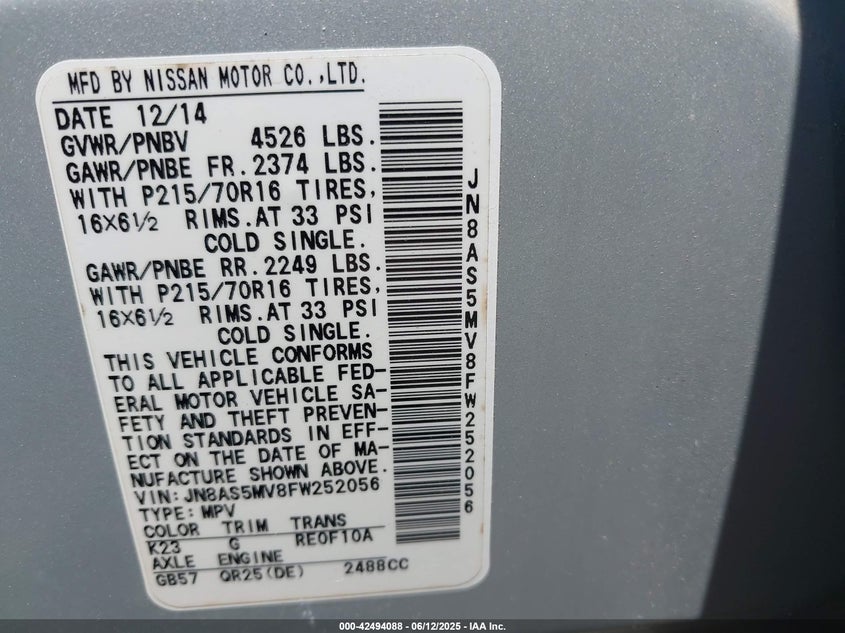 MFD BY NISSAN MOTOR CO.,LTD.
DATE 12/14
GVWR/PNBV 4526 LBS.
GAWR/PNBE FR.2374 LBS.
WITH P215/70R16 TIRES,
16X6½ RIMS.AT 33 PSI
COLD SINGLE.
GAWR/PNBE RR.2249 LBS.
WITH P215/70R16 TIRES,
16X6½ RIMS.AT 33 PSI
COLD SINGLE.
THIS VEHICLE CONFORMS
TO ALL APPLICABLE FED-
ERAL MOTOR VEHICLE SA-
FETY AND THEFT PREVEN-
TION STANDARDS IN EFF-
ECT ON THE DATE OF MA-
NUFACTURE SHOWN ABOVE.
VIN:JN8AS5MV8FW252056
TYPE:MPV
COLOR TRIM TRANS
K23 G RE0F10A
AXLE ENGINE
GB57 QR25(DE) 2488CC
JN8AS5MV8FW252056
000-42494088 - 06/12/2025 - IAA Inc.